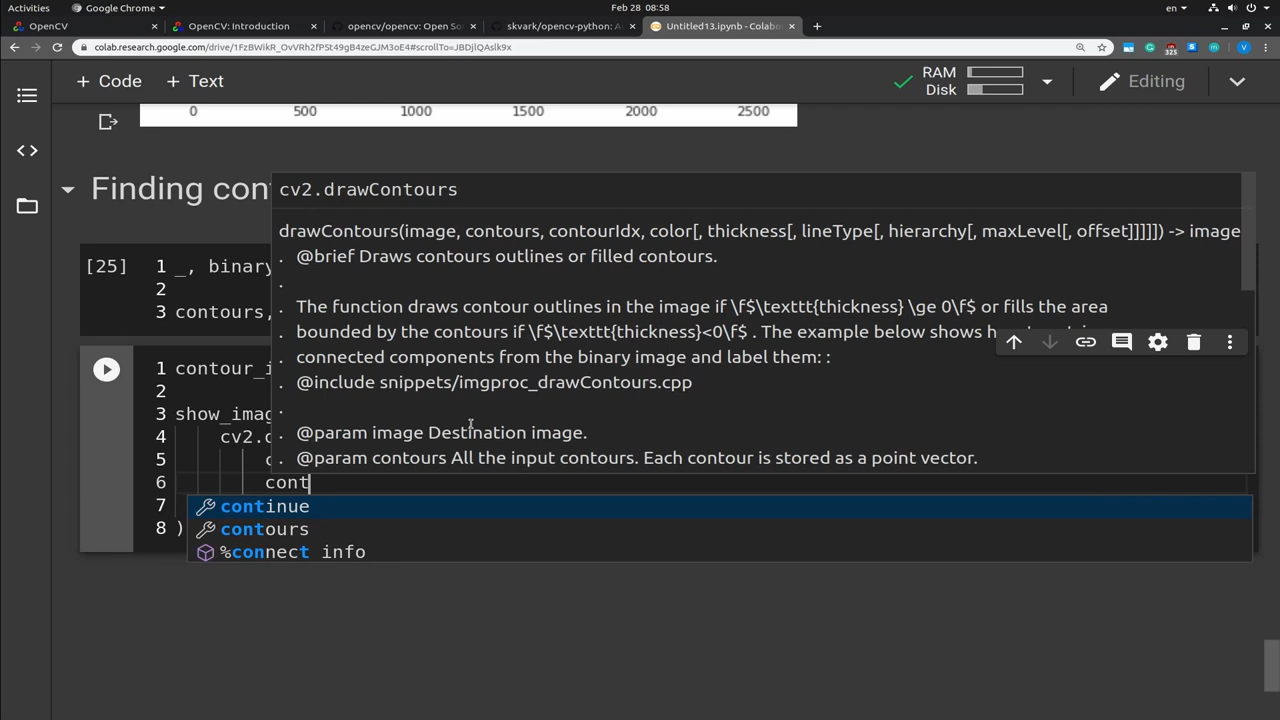 Activities
Google Chrome
Feb 28 08:58
en
OpenCV
OpenCV: Introduction
opencv/opencv: Open So
skvark/opencv-python: A
Untitled13.ipynb - Colabo
colab.research.google.com/drive/1FzBWikR_OvVRh2fPSt49gB4zeGJM3oE4#scrollTo=JBDjlQAslk9x
325
V
+ Code
+ Text
RAM
Disk
Editing
0 500 1000 1500 2000 2500
Finding con
cv2.drawContours
drawContours(image, contours, contourIdx, color[, thickness[, lineType[, hierarchy[, maxLevel[, offset]]]]]) -> image
. @brief Draws contours outlines or filled contours.
.
. The function draws contour outlines in the image if \f$\texttt{thickness} \ge 0\f$ or fills the area
. bounded by the contours if \f$\texttt{thickness}<0\f$ . The example below shows
. connected components from the binary image and label them: :
. @include snippets/imgproc_drawContours.cpp
.
. @param image Destination image.
. @param contours All the input contours. Each contour is stored as a point vector.
[25]
1 _, binary
2
3 contours,
1 contour_i
2
3 show_imag
4 cv2.d
5 c
6 cont
7
8 )
continue
contours
%connect info